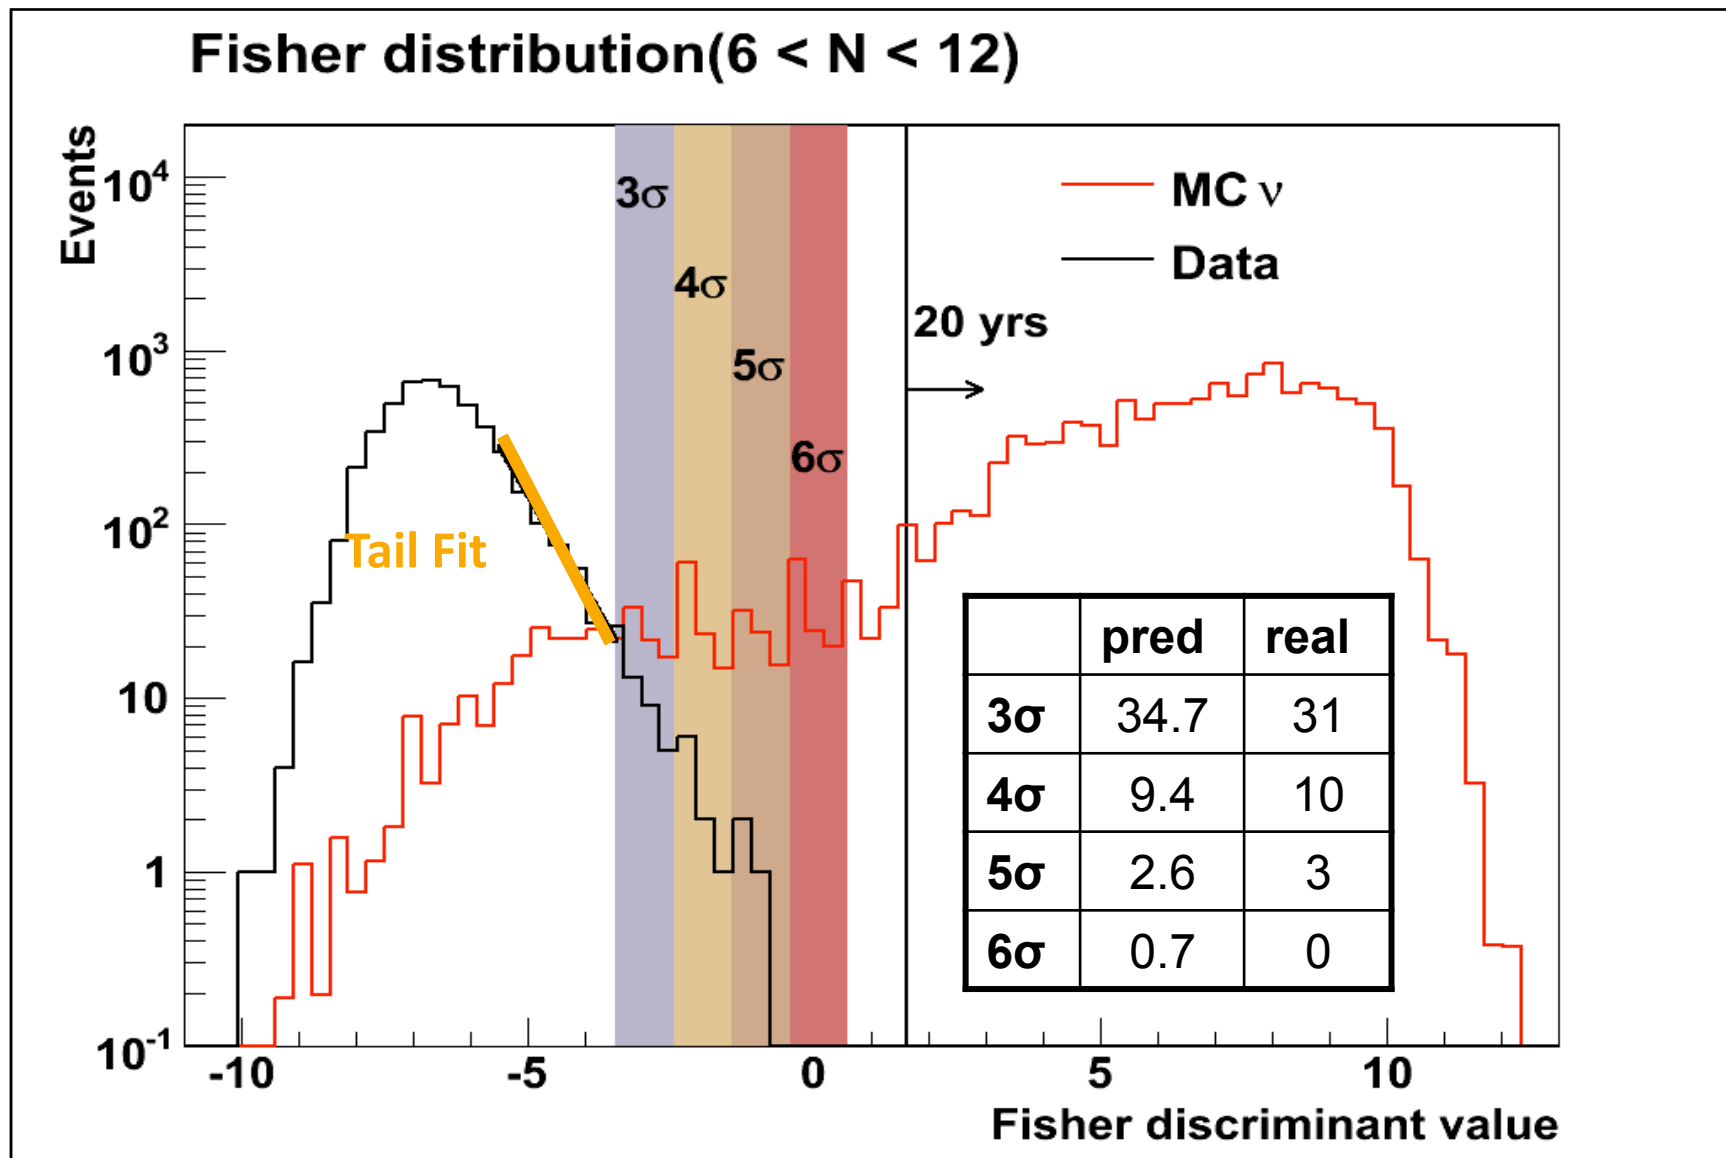 Fisher distribution(6 < N < 12)
Events
10⁴
10³
10²
10
1
10⁻¹
3σ
4σ
5σ
6σ
MC ν
Data
20 yrs
Tail Fit
pred real
3σ 34.7 31
4σ 9.4 10
5σ 2.6 3
6σ 0.7 0
-10 -5 0 5 10
Fisher discriminant value